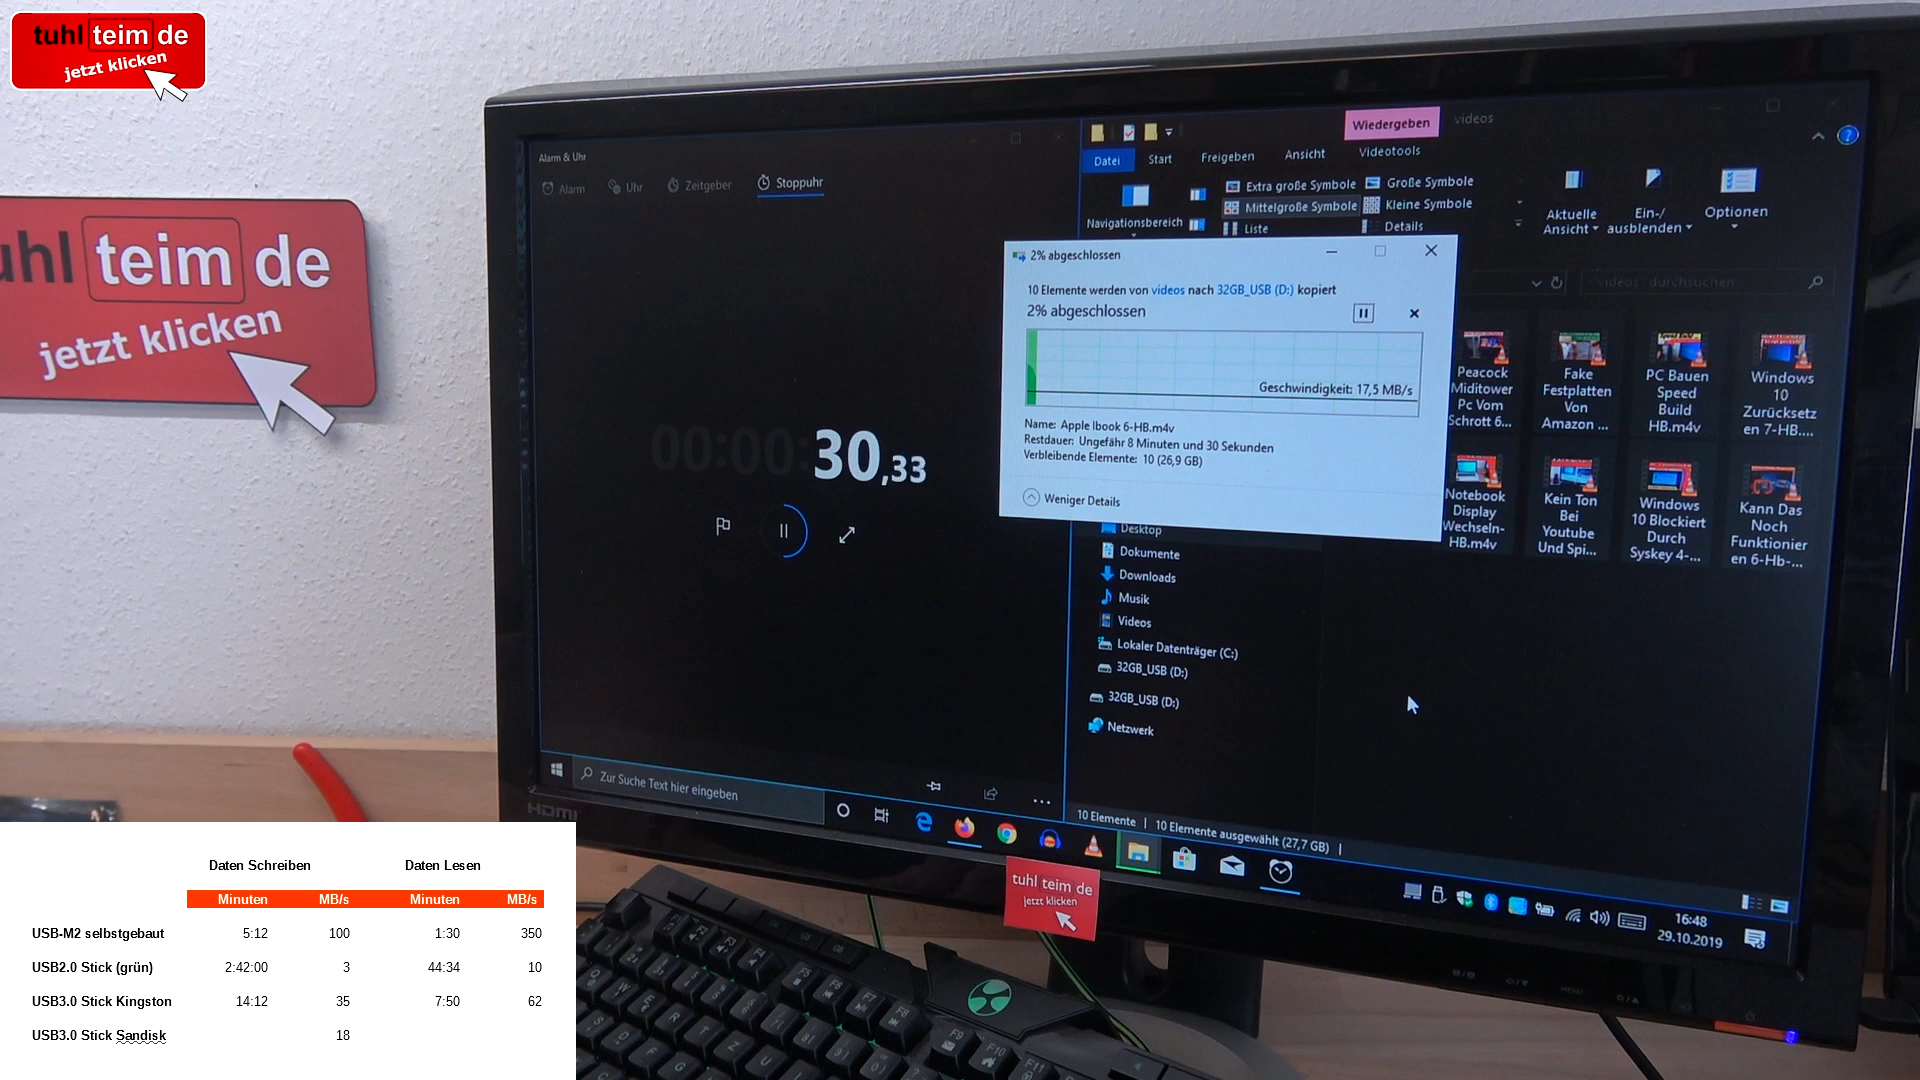 tuhl teim de
jetzt klicken
uhl teim de
jetzt klicken
Alarm & Uhr
Alarm
Uhr
Zeitgeber
Stoppuhr
00:00:30,33
Zur Suche Text hier eingeben
HDMI
Wiedergeben
videos
Datei
Start
Freigeben
Ansicht
Videotools
Navigationsbereich
Extra große Symbole
Große Symbole
Mittelgroße Symbole
Kleine Symbole
Liste
Details
Aktuelle Ansicht
Ein-/ausblenden
Optionen
"videos" durchsuchen
2% abgeschlossen
10 Elemente werden von videos nach 32GB_USB (D:) kopiert
2% abgeschlossen
Geschwindigkeit: 17,5 MB/s
Name: Apple Ibook 6-HB.m4v
Restdauer: Ungefähr 8 Minuten und 30 Sekunden
Verbleibende Elemente: 10 (26,9 GB)
Weniger Details
Peacock
Miditower
Pc Vom
Schrott 6...
Fake
Festplatten
Von
Amazon ...
PC Bauen
Speed
Build
HB.m4v
Windows
10
Zurücksetz
en 7-HB....
Notebook
Display
Wechseln-
HB.m4v
Kein Ton
Bei
Youtube
Und Spi...
Windows
10 Blockiert
Durch
Syskey 4-...
Kann Das
Noch
Funktionier
en 6-Hb-...
Desktop
Dokumente
Downloads
Musik
Videos
Lokaler Datenträger (C:)
32GB_USB (D:)
32GB_USB (D:)
Netzwerk
10 Elemente | 10 Elemente ausgewählt (27,7 GB) |
16:48
29.10.2019
tuhl teim de
jetzt klicken
MENU
Daten Schreiben Daten Lesen
Minuten MB/s Minuten MB/s
USB-M2 selbstgebaut 5:12 100 1:30 350
USB2.0 Stick (grün) 2:42:00 3 44:34 10
USB3.0 Stick Kingston 14:12 35 7:50 62
USB3.0 Stick Sandisk 18